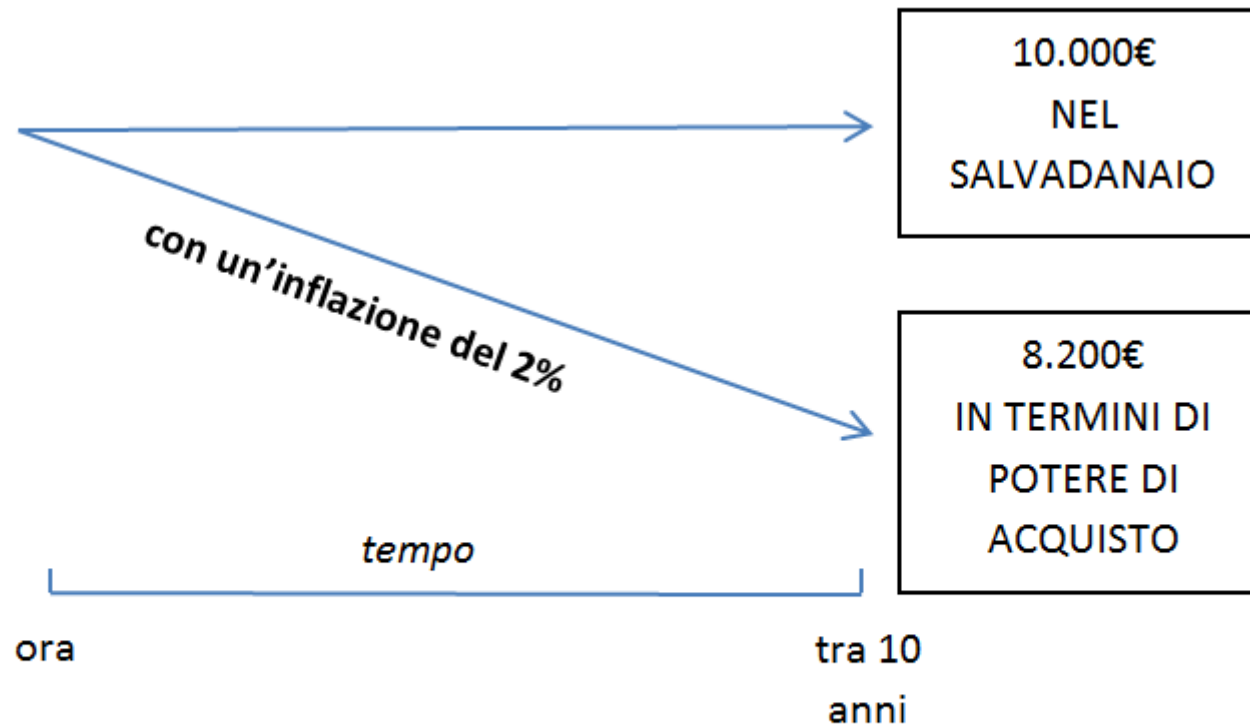 10.000€
NEL
SALVADANAIO
con un’inflazione del 2%
8.200€
IN TERMINI DI
POTERE DI
ACQUISTO
tempo
ora
tra 10
anni